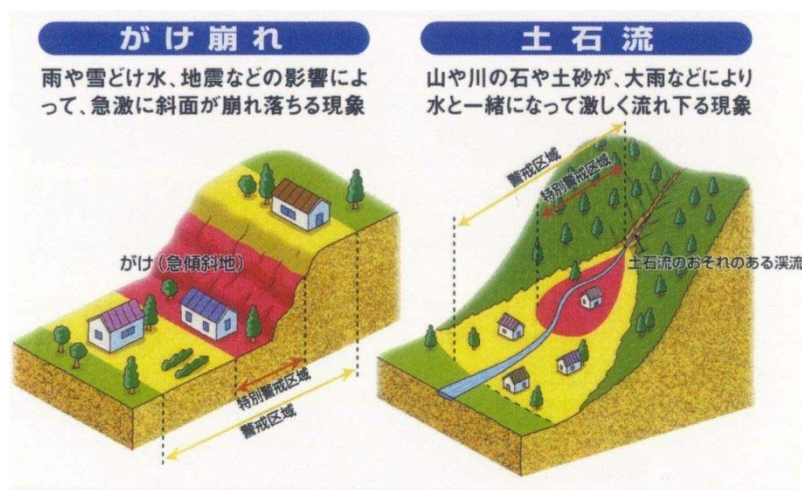 がけ崩れ
雨や雪どけ水、地震などの影響によ
って、急激に斜面が崩れ落ちる現象
がけ(急傾斜地)
特別警戒区域
警戒区域
土石流
山や川の石や土砂が、大雨などにより
水と一緒になって激しく流れ下る現象
警戒区域
特別警戒区域
土石流のおそれのある渓流